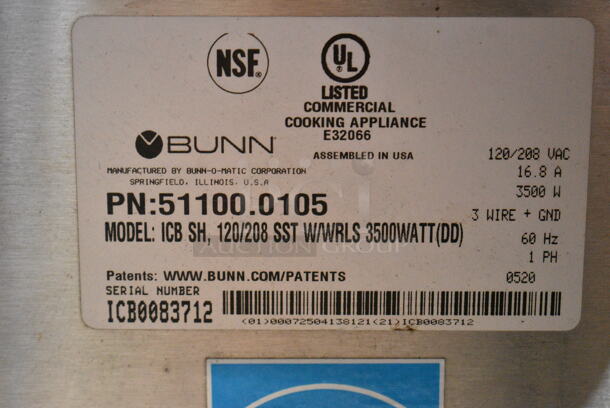 NSF®
UL®
LISTED
COMMERCIAL
COOKING APPLIANCE
E32066
BUNN®
ASSEMBLED IN USA
120/208 VAC
MANUFACTURED BY BUNN-O-MATIC CORPORATION
16.8 A
SPRINGFIELD, ILLINOIS, U.S.A
3500 W
PN:51100.0105
3 WIRE + GND
MODEL: ICB SH, 120/208 SST W/WRLS 3500WATT(DD)
60 Hz
AUCTION GROUP
1 PH
Patents: WWW.BUNN.COM/PATENTS
0520
SERIAL NUMBER
ICB0083712
(01)00072504138121(21)ICB0083712